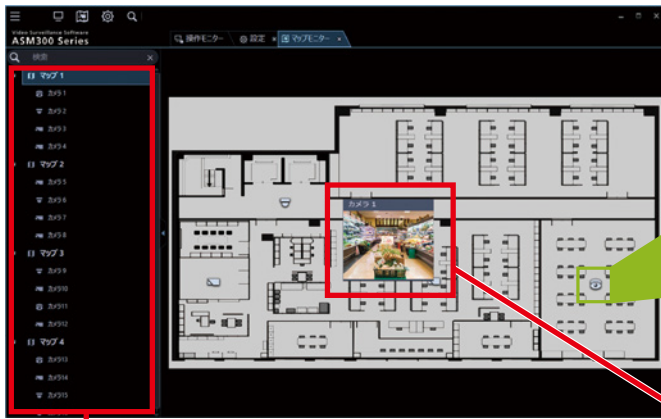 Video Surveillance Software
ASM300 Series
操作モニター
設定
マップモニター
検索
マップ 1
カメラ1
カメラ2
カメラ3
カメラ4
マップ 2
カメラ5
カメラ6
カメラ7
カメラ8
マップ 3
カメラ9
カメラ10
カメラ11
カメラ12
マップ 4
カメラ13
カメラ14
カメラ15
カメラ 1